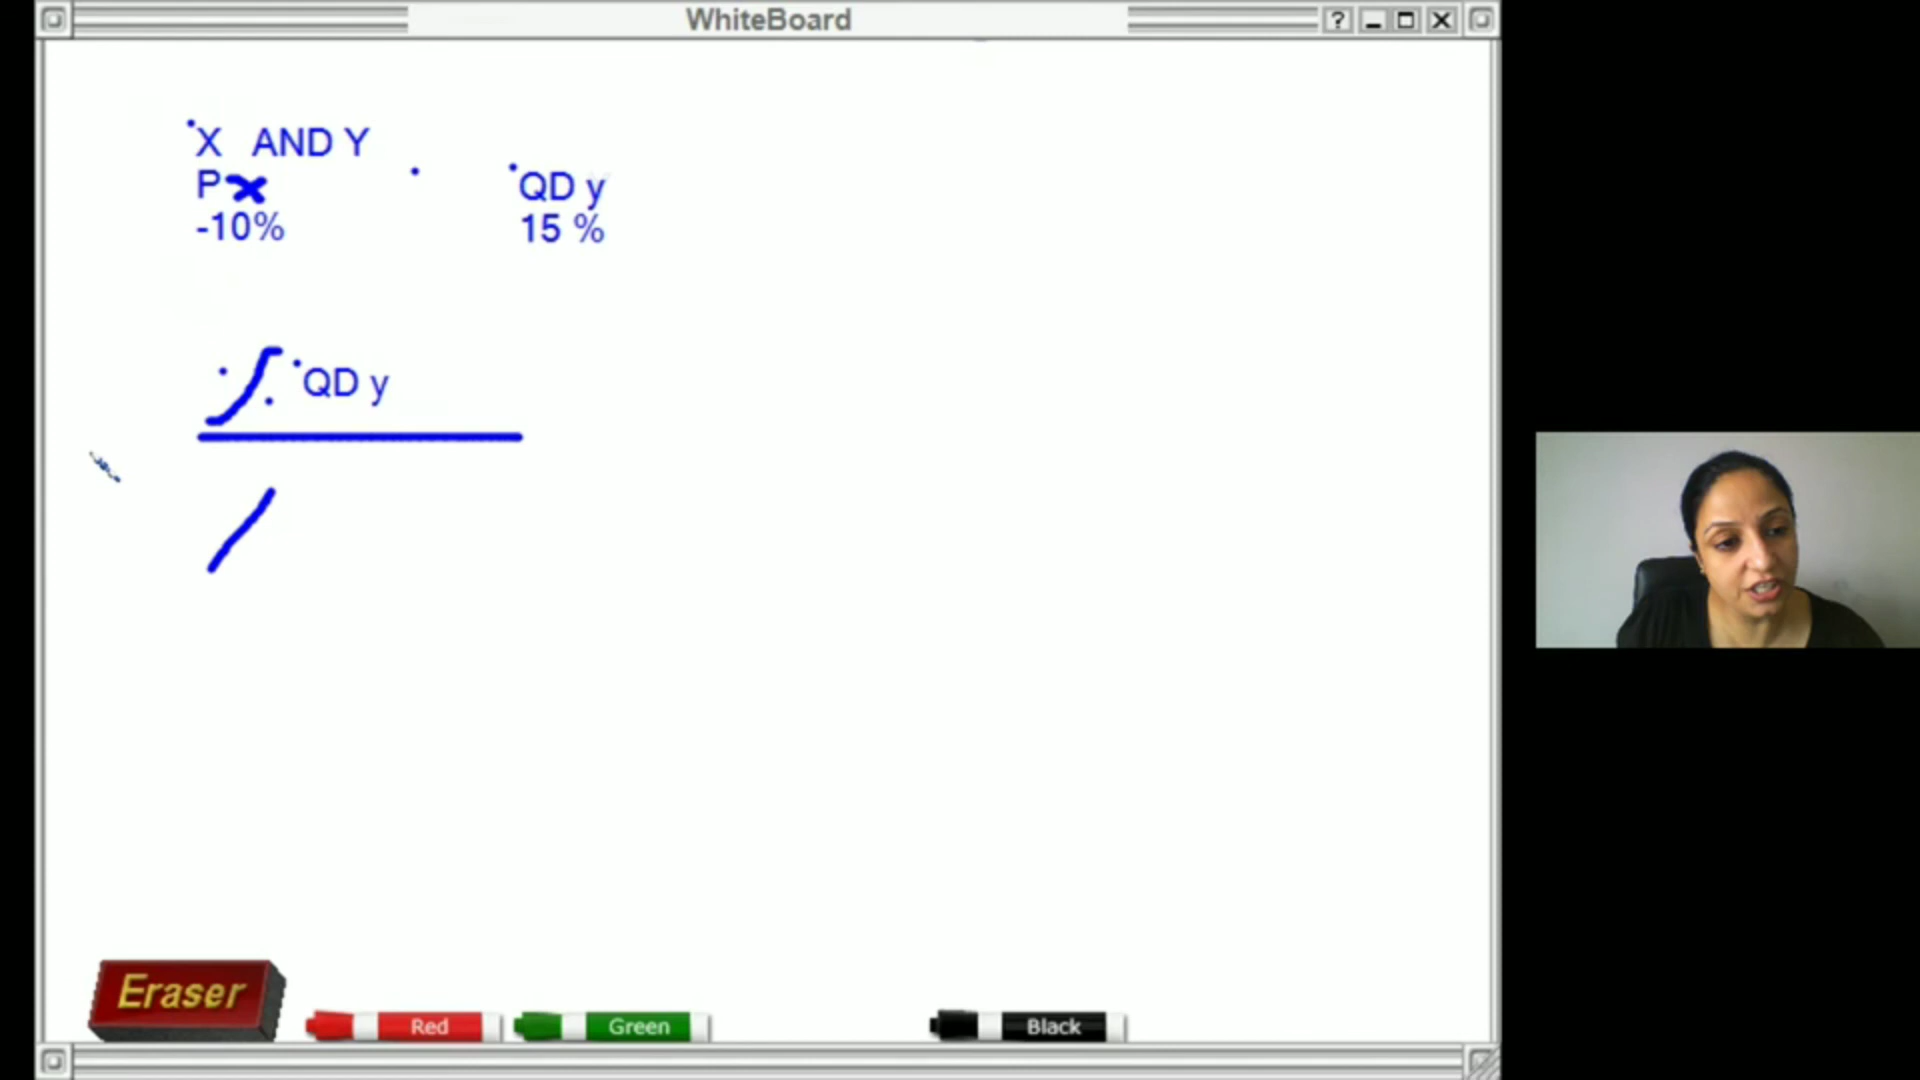 WhiteBoard
X AND Y
Px QD y
-10% 15 %
% QD y
Eraser
Red Green Black